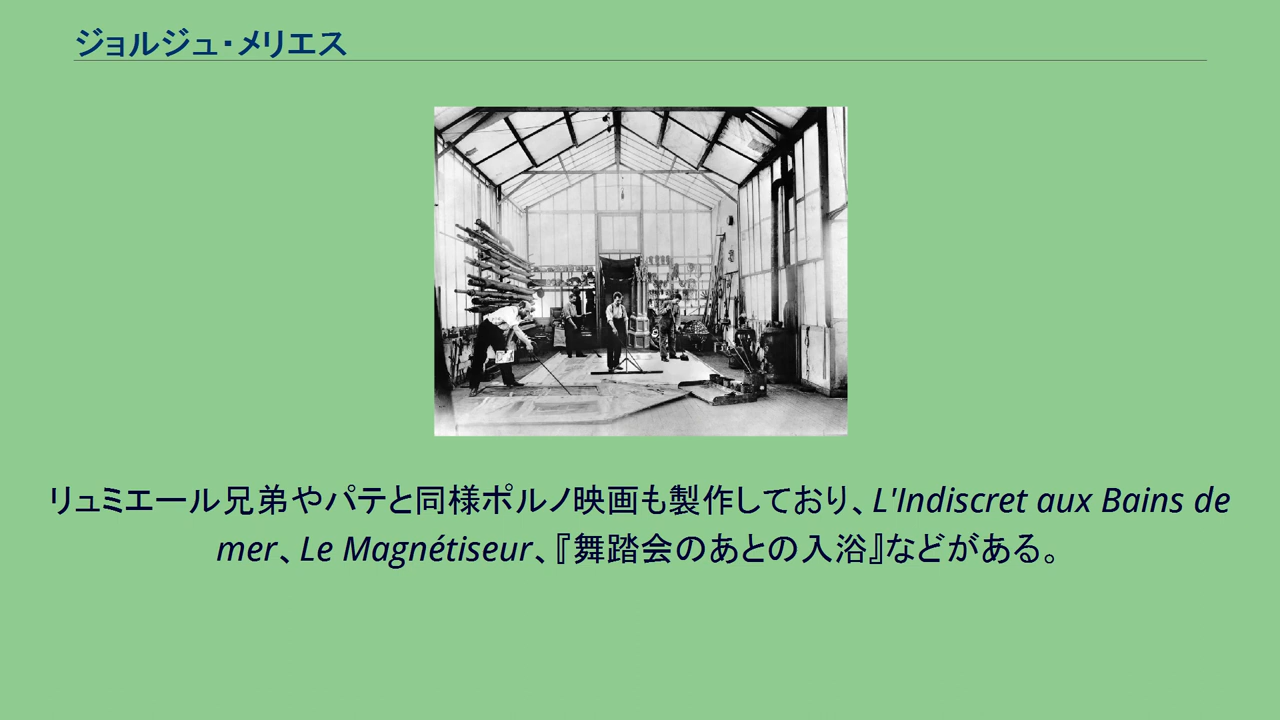 ジョルジュ・メリエス
リュミエール兄弟やパテと同様ポルノ映画も製作しており、L'Indiscret aux Bains de
mer、Le Magnétiseur、『舞踏会のあとの入浴』などがある。